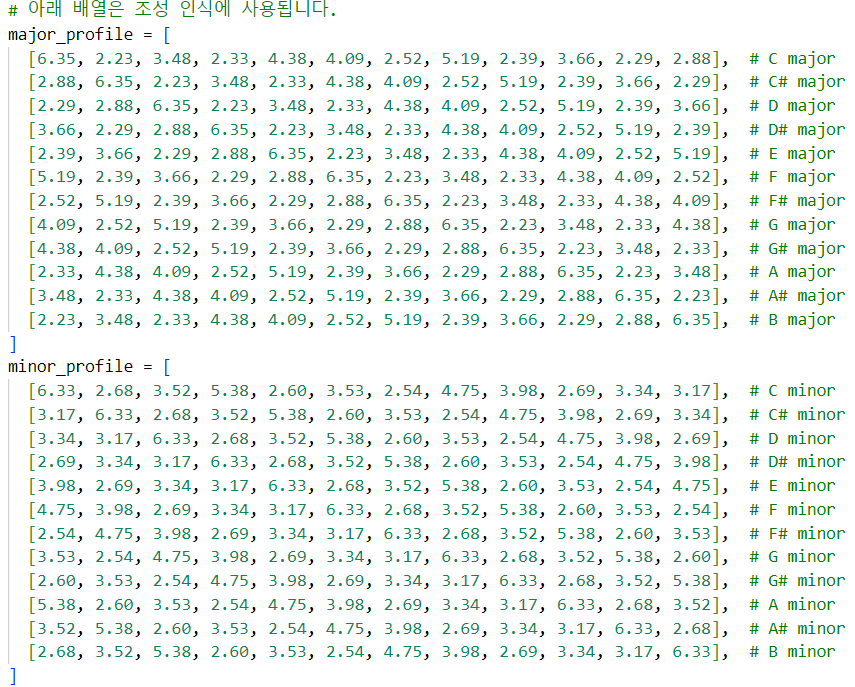 # 아래 배열은 조성 인식에 사용됩니다.
major_profile = [
[6.35, 2.23, 3.48, 2.33, 4.38, 4.09, 2.52, 5.19, 2.39, 3.66, 2.29, 2.88], # C major
[2.88, 6.35, 2.23, 3.48, 2.33, 4.38, 4.09, 2.52, 5.19, 2.39, 3.66, 2.29], # C# major
[2.29, 2.88, 6.35, 2.23, 3.48, 2.33, 4.38, 4.09, 2.52, 5.19, 2.39, 3.66], # D major
[3.66, 2.29, 2.88, 6.35, 2.23, 3.48, 2.33, 4.38, 4.09, 2.52, 5.19, 2.39], # D# major
[2.39, 3.66, 2.29, 2.88, 6.35, 2.23, 3.48, 2.33, 4.38, 4.09, 2.52, 5.19], # E major
[5.19, 2.39, 3.66, 2.29, 2.88, 6.35, 2.23, 3.48, 2.33, 4.38, 4.09, 2.52], # F major
[2.52, 5.19, 2.39, 3.66, 2.29, 2.88, 6.35, 2.23, 3.48, 2.33, 4.38, 4.09], # F# major
[4.09, 2.52, 5.19, 2.39, 3.66, 2.29, 2.88, 6.35, 2.23, 3.48, 2.33, 4.38], # G major
[4.38, 4.09, 2.52, 5.19, 2.39, 3.66, 2.29, 2.88, 6.35, 2.23, 3.48, 2.33], # G# major
[2.33, 4.38, 4.09, 2.52, 5.19, 2.39, 3.66, 2.29, 2.88, 6.35, 2.23, 3.48], # A major
[3.48, 2.33, 4.38, 4.09, 2.52, 5.19, 2.39, 3.66, 2.29, 2.88, 6.35, 2.23], # A# major
[2.23, 3.48, 2.33, 4.38, 4.09, 2.52, 5.19, 2.39, 3.66, 2.29, 2.88, 6.35], # B major
]
minor_profile = [
[6.33, 2.68, 3.52, 5.38, 2.60, 3.53, 2.54, 4.75, 3.98, 2.69, 3.34, 3.17], # C minor
[3.17, 6.33, 2.68, 3.52, 5.38, 2.60, 3.53, 2.54, 4.75, 3.98, 2.69, 3.34], # C# minor
[3.34, 3.17, 6.33, 2.68, 3.52, 5.38, 2.60, 3.53, 2.54, 4.75, 3.98, 2.69], # D minor
[2.69, 3.34, 3.17, 6.33, 2.68, 3.52, 5.38, 2.60, 3.53, 2.54, 4.75, 3.98], # D# minor
[3.98, 2.69, 3.34, 3.17, 6.33, 2.68, 3.52, 5.38, 2.60, 3.53, 2.54, 4.75], # E minor
[4.75, 3.98, 2.69, 3.34, 3.17, 6.33, 2.68, 3.52, 5.38, 2.60, 3.53, 2.54], # F minor
[2.54, 4.75, 3.98, 2.69, 3.34, 3.17, 6.33, 2.68, 3.52, 5.38, 2.60, 3.53], # F# minor
[3.53, 2.54, 4.75, 3.98, 2.69, 3.34, 3.17, 6.33, 2.68, 3.52, 5.38, 2.60], # G minor
[2.60, 3.53, 2.54, 4.75, 3.98, 2.69, 3.34, 3.17, 6.33, 2.68, 3.52, 5.38], # G# minor
[5.38, 2.60, 3.53, 2.54, 4.75, 3.98, 2.69, 3.34, 3.17, 6.33, 2.68, 3.52], # A minor
[3.52, 5.38, 2.60, 3.53, 2.54, 4.75, 3.98, 2.69, 3.34, 3.17, 6.33, 2.68], # A# minor
[2.68, 3.52, 5.38, 2.60, 3.53, 2.54, 4.75, 3.98, 2.69, 3.34, 3.17, 6.33], # B minor
]